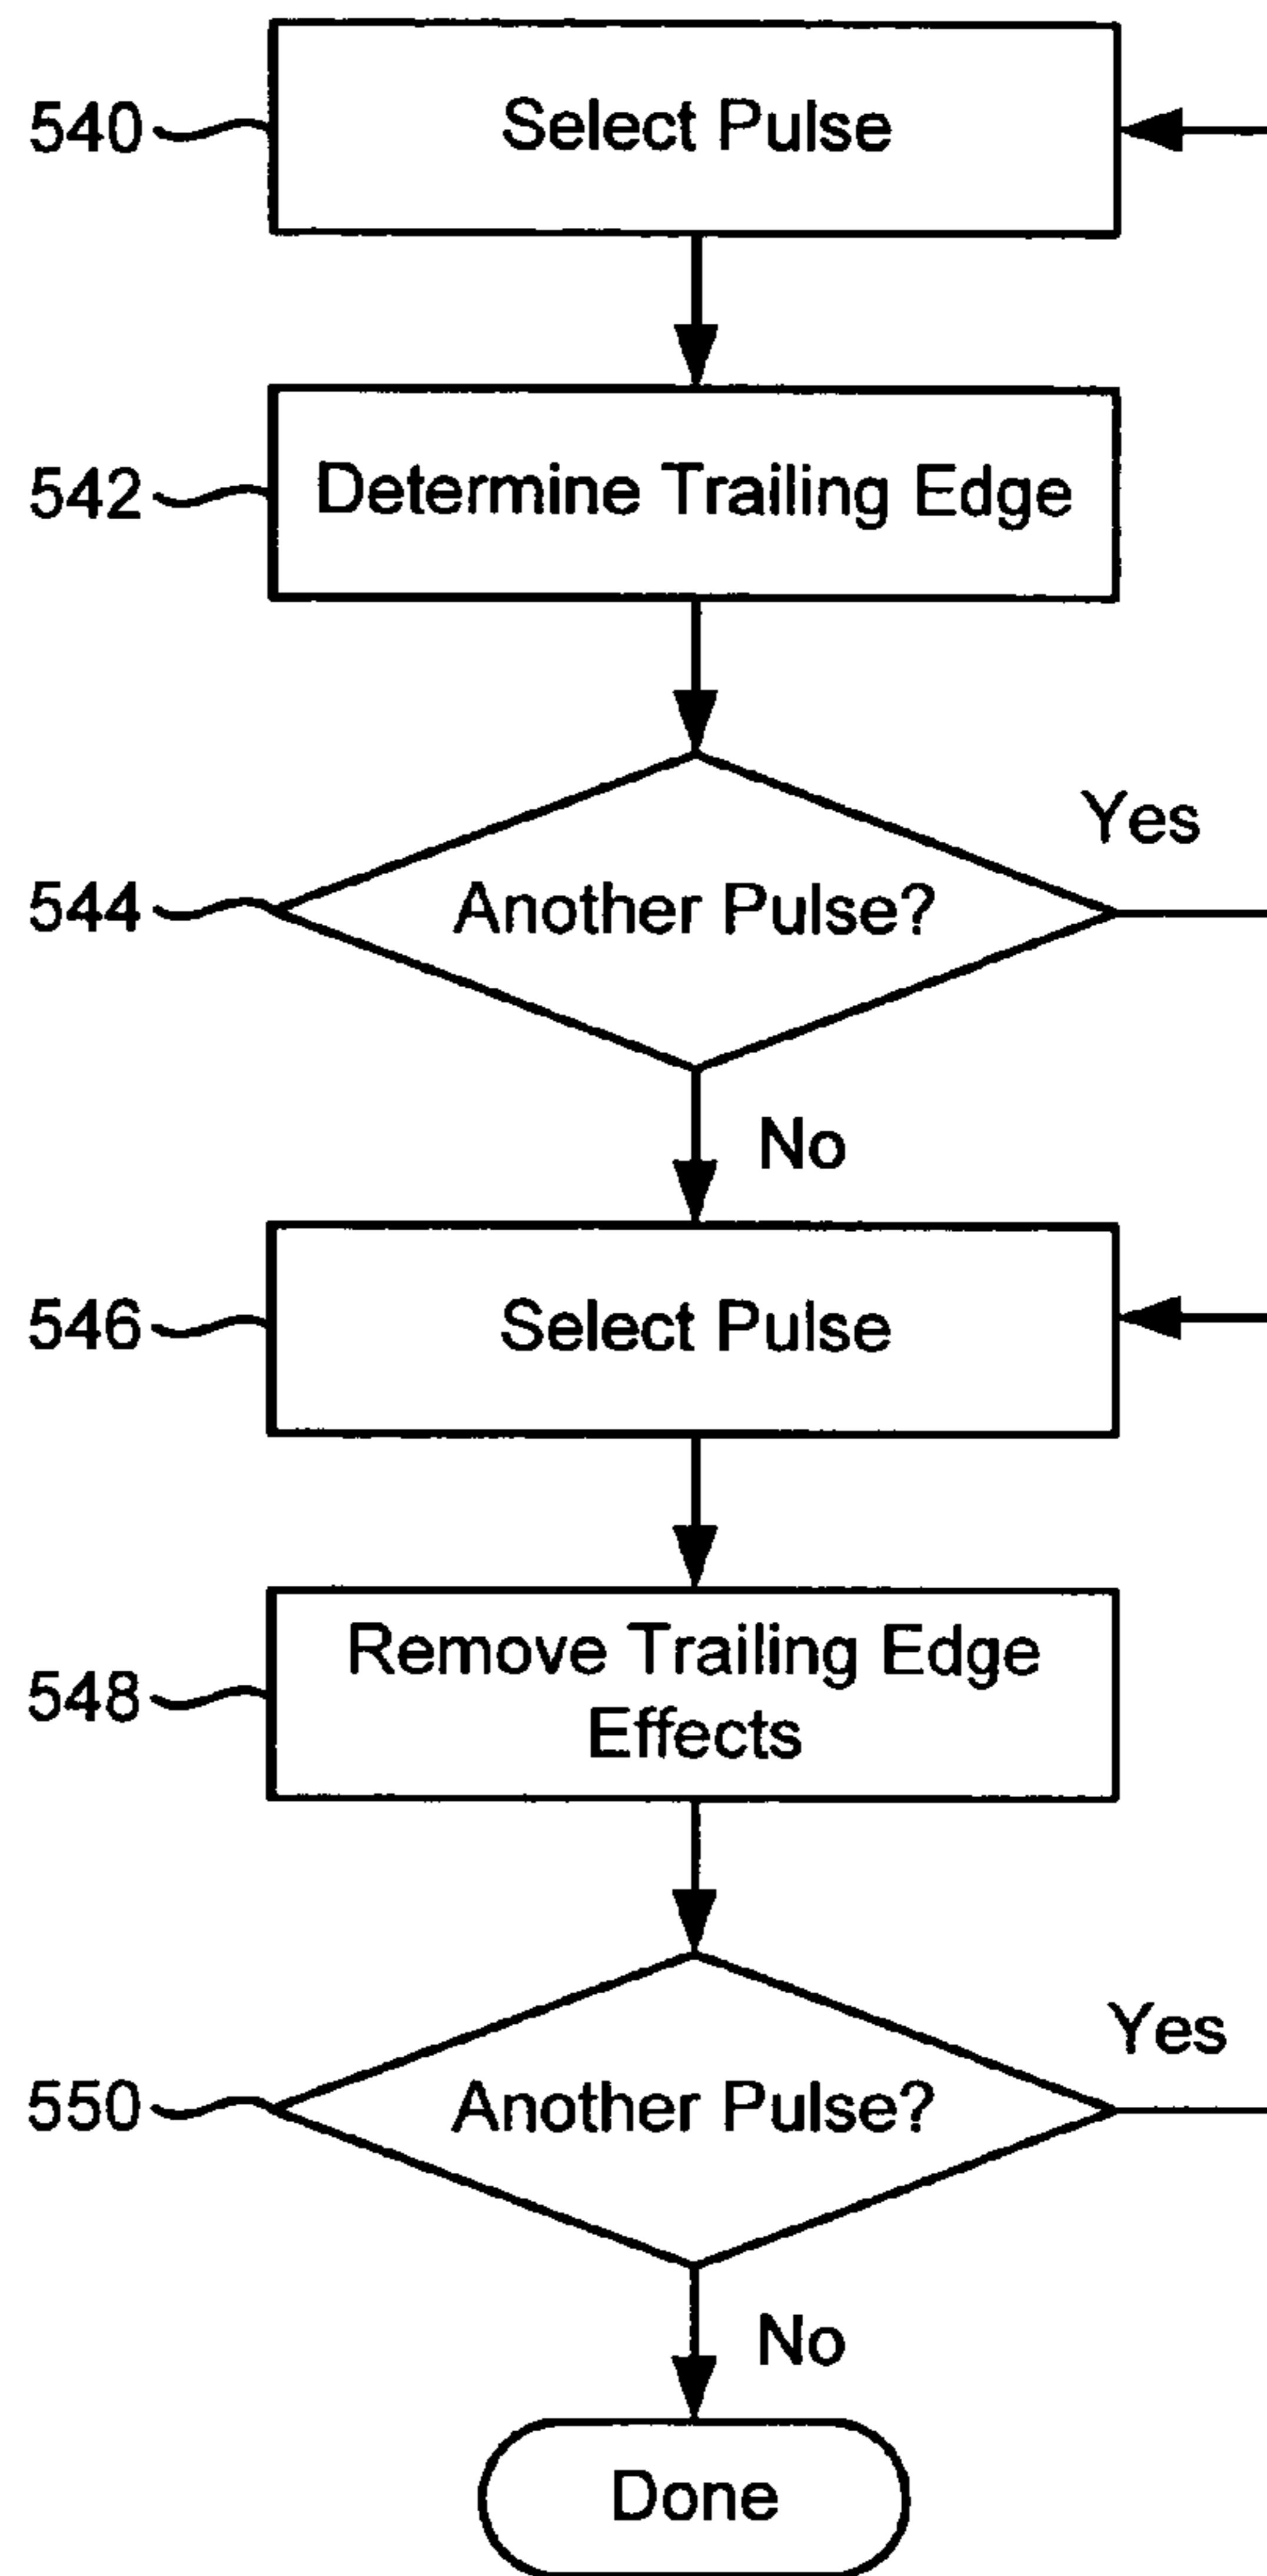 540
Select Pulse
542
Determine Trailing Edge
Yes
544
Another Pulse?
No
546
Select Pulse
548
Remove Trailing Edge
Effects
Yes
550
Another Pulse?
No
Done